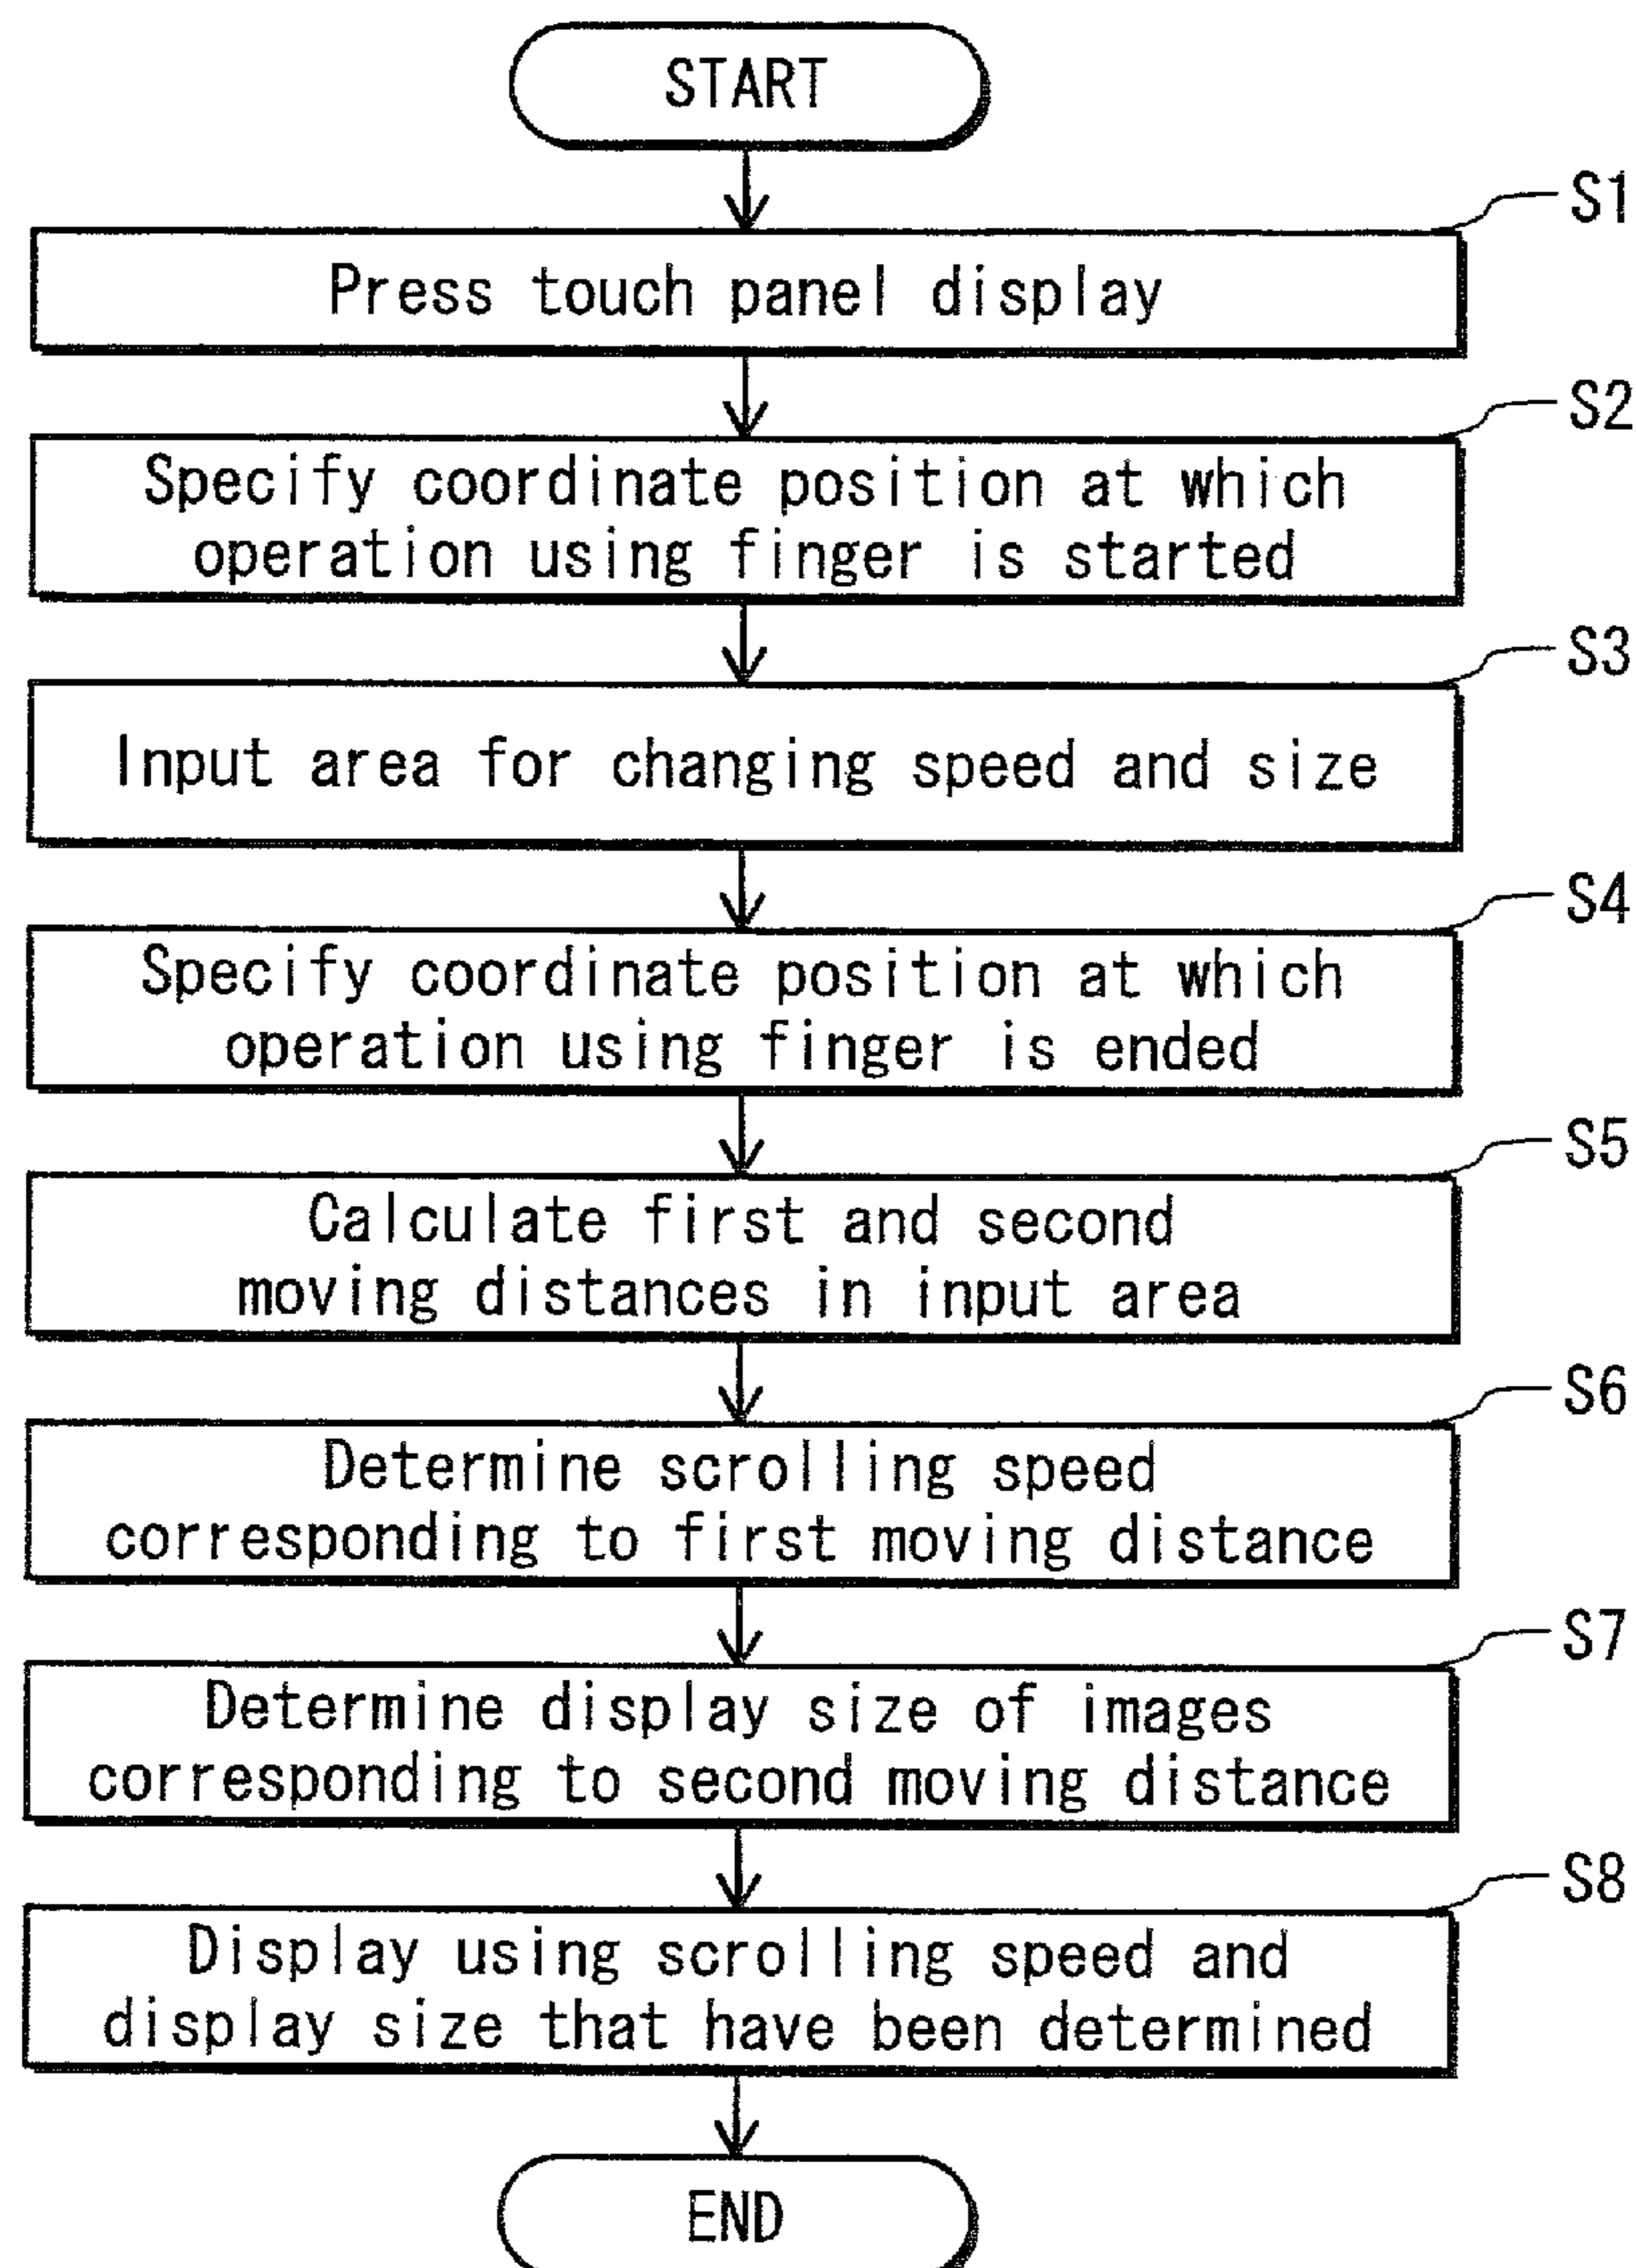 START
S1
Press touch panel display
S2
Specify coordinate position at which
operation using finger is started
S3
Input area for changing speed and size
S4
Specify coordinate position at which
operation using finger is ended
S5
Calculate first and second
moving distances in input area
S6
Determine scrolling speed
corresponding to first moving distance
S7
Determine display size of images
corresponding to second moving distance
S8
Display using scrolling speed and
display size that have been determined
END